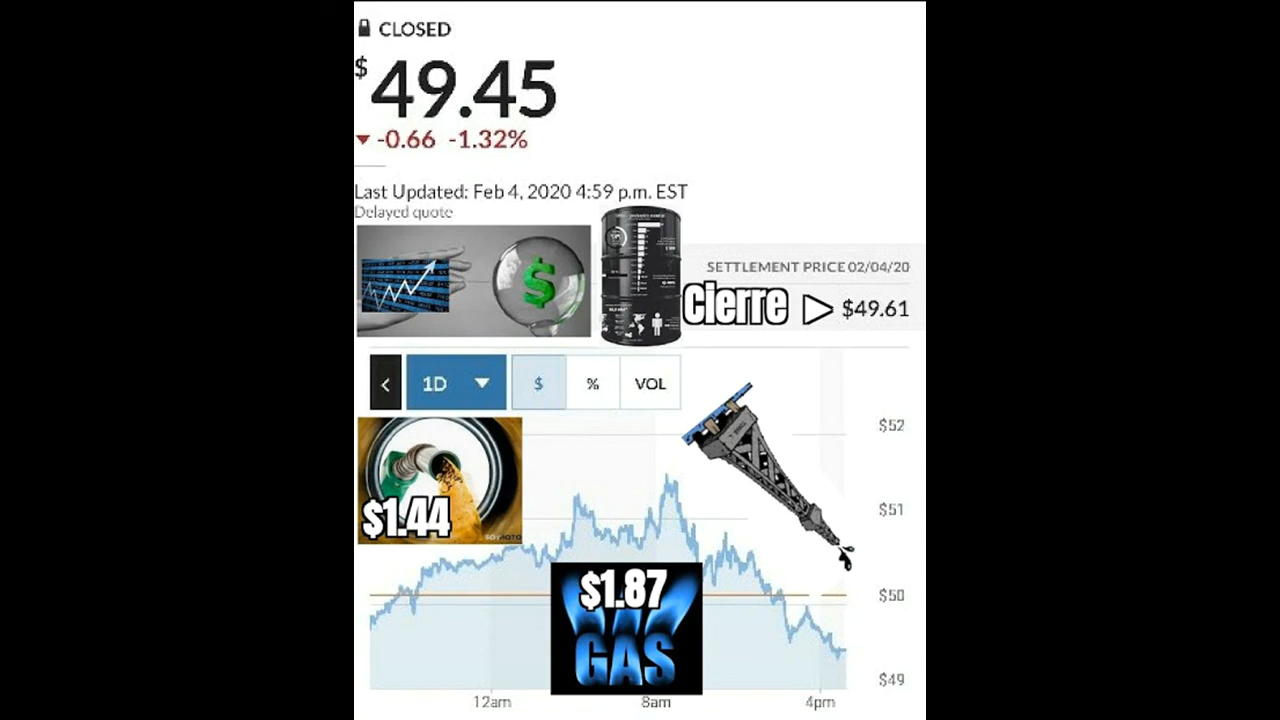 CLOSED
$49.45
-0.66 -1.32%
Last Updated: Feb 4, 2020 4:59 p.m. EST
Delayed quote
SETTLEMENT PRICE 02/04/20
Cierre $49.61
1D $ % VOL
$52
$1.44
$51
$1.87
$50
GAS
$49
12am 8am 4pm